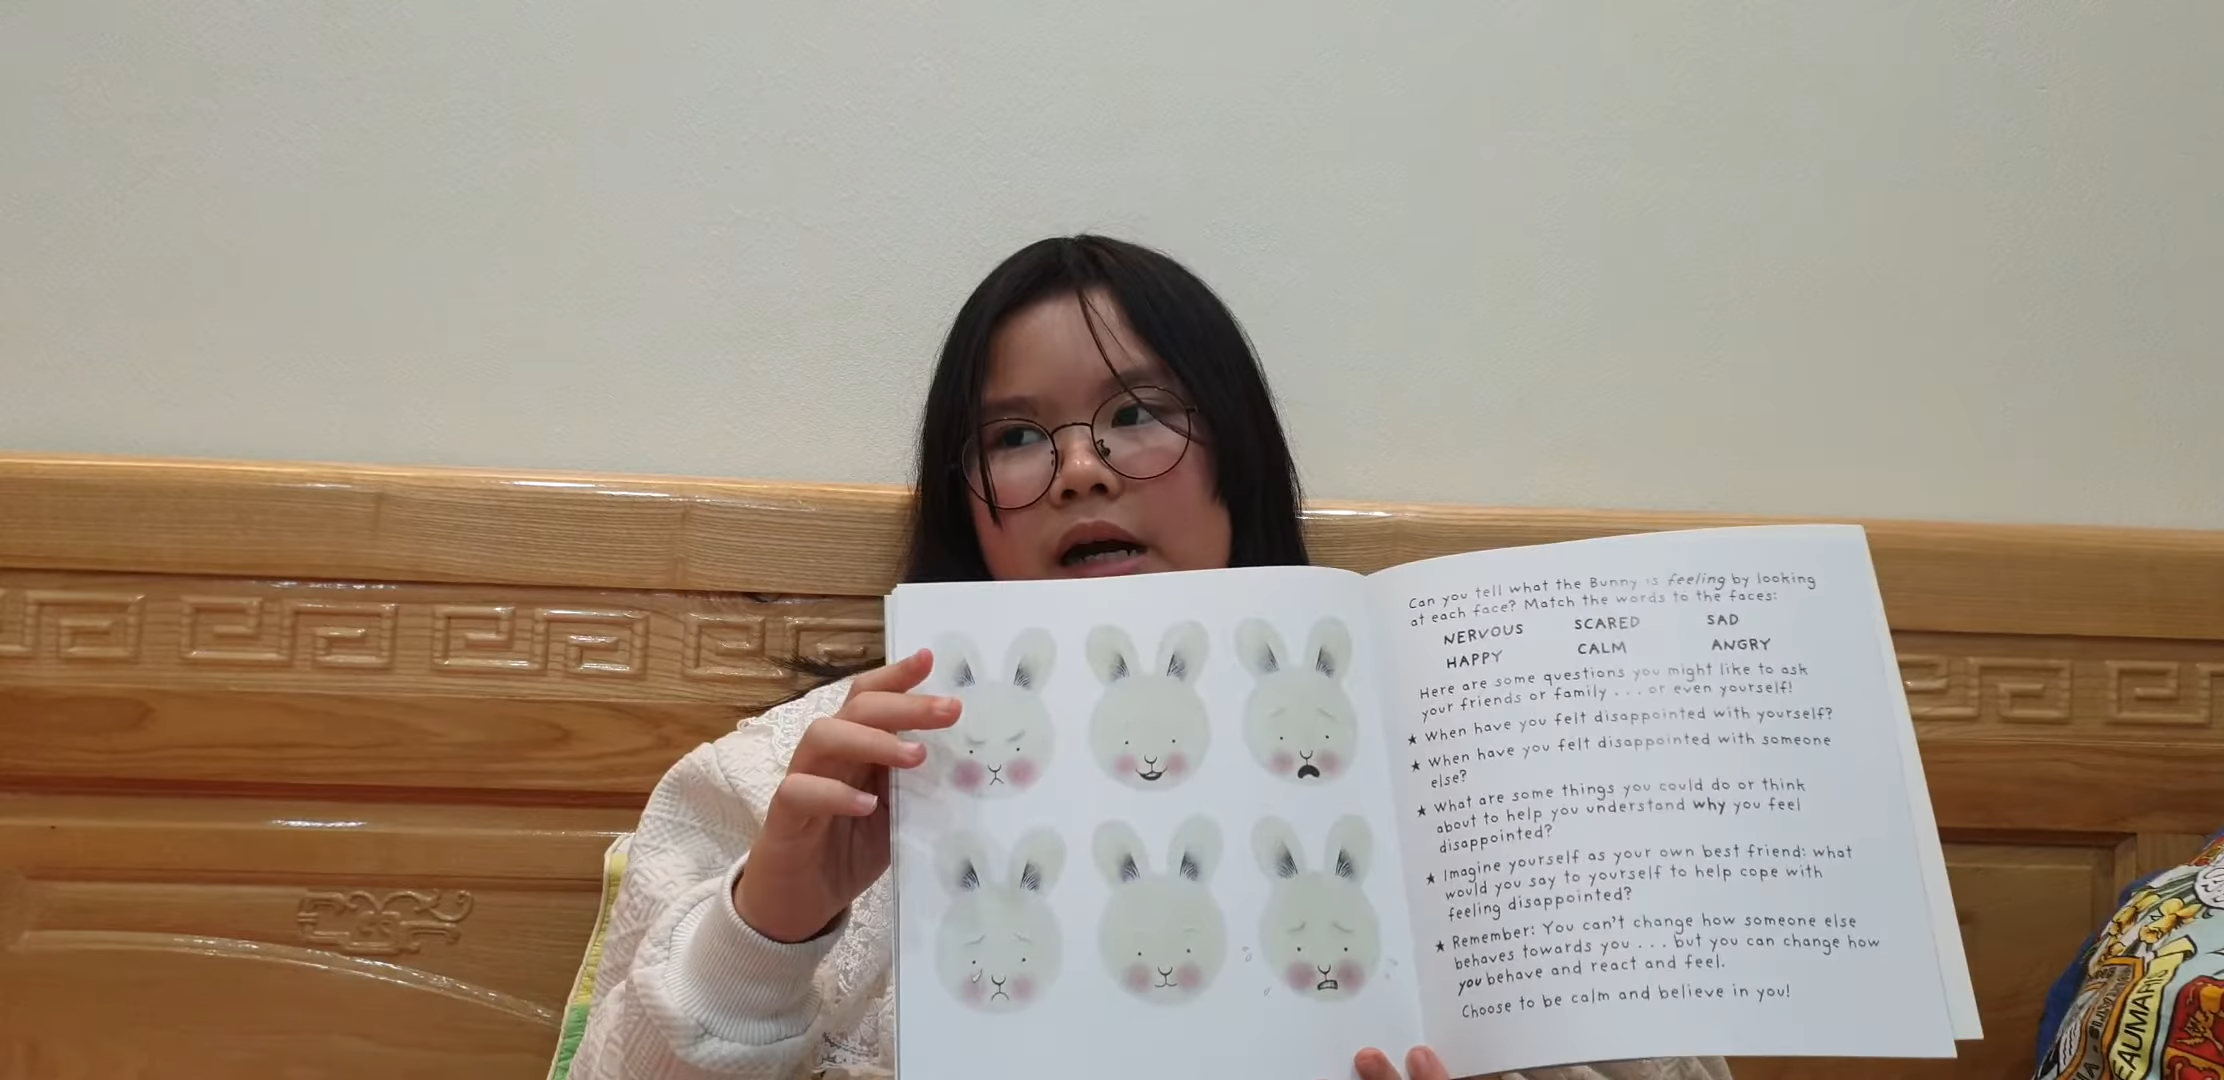 Can you tell what the Bunny is feeling by looking
at each face? Match the words to the faces:
NERVOUS SCARED SAD
HAPPY CALM ANGRY
Here are some questions you might like to ask
your friends or family . . . or even yourself!
★ When have you felt disappointed with yourself?
★ When have you felt disappointed with someone
else?
★ What are some things you could do or think
about to help you understand why you feel
disappointed?
★ Imagine yourself as your own best friend: what
would you say to yourself to help cope with
feeling disappointed?
★ Remember: You can't change how someone else
behaves towards you . . . but you can change how
you behave and react and feel.
Choose to be calm and believe in you!